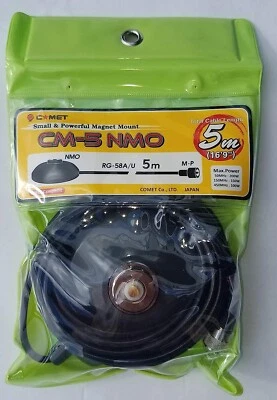 COMET
Total Cable Length
Small & Powerful Magnet Mount
5m
CM-5 NMO
(16'9")
NMO
RG-58A/U 5m M-P
Max.Power
COMET Co., LTD. JAPAN